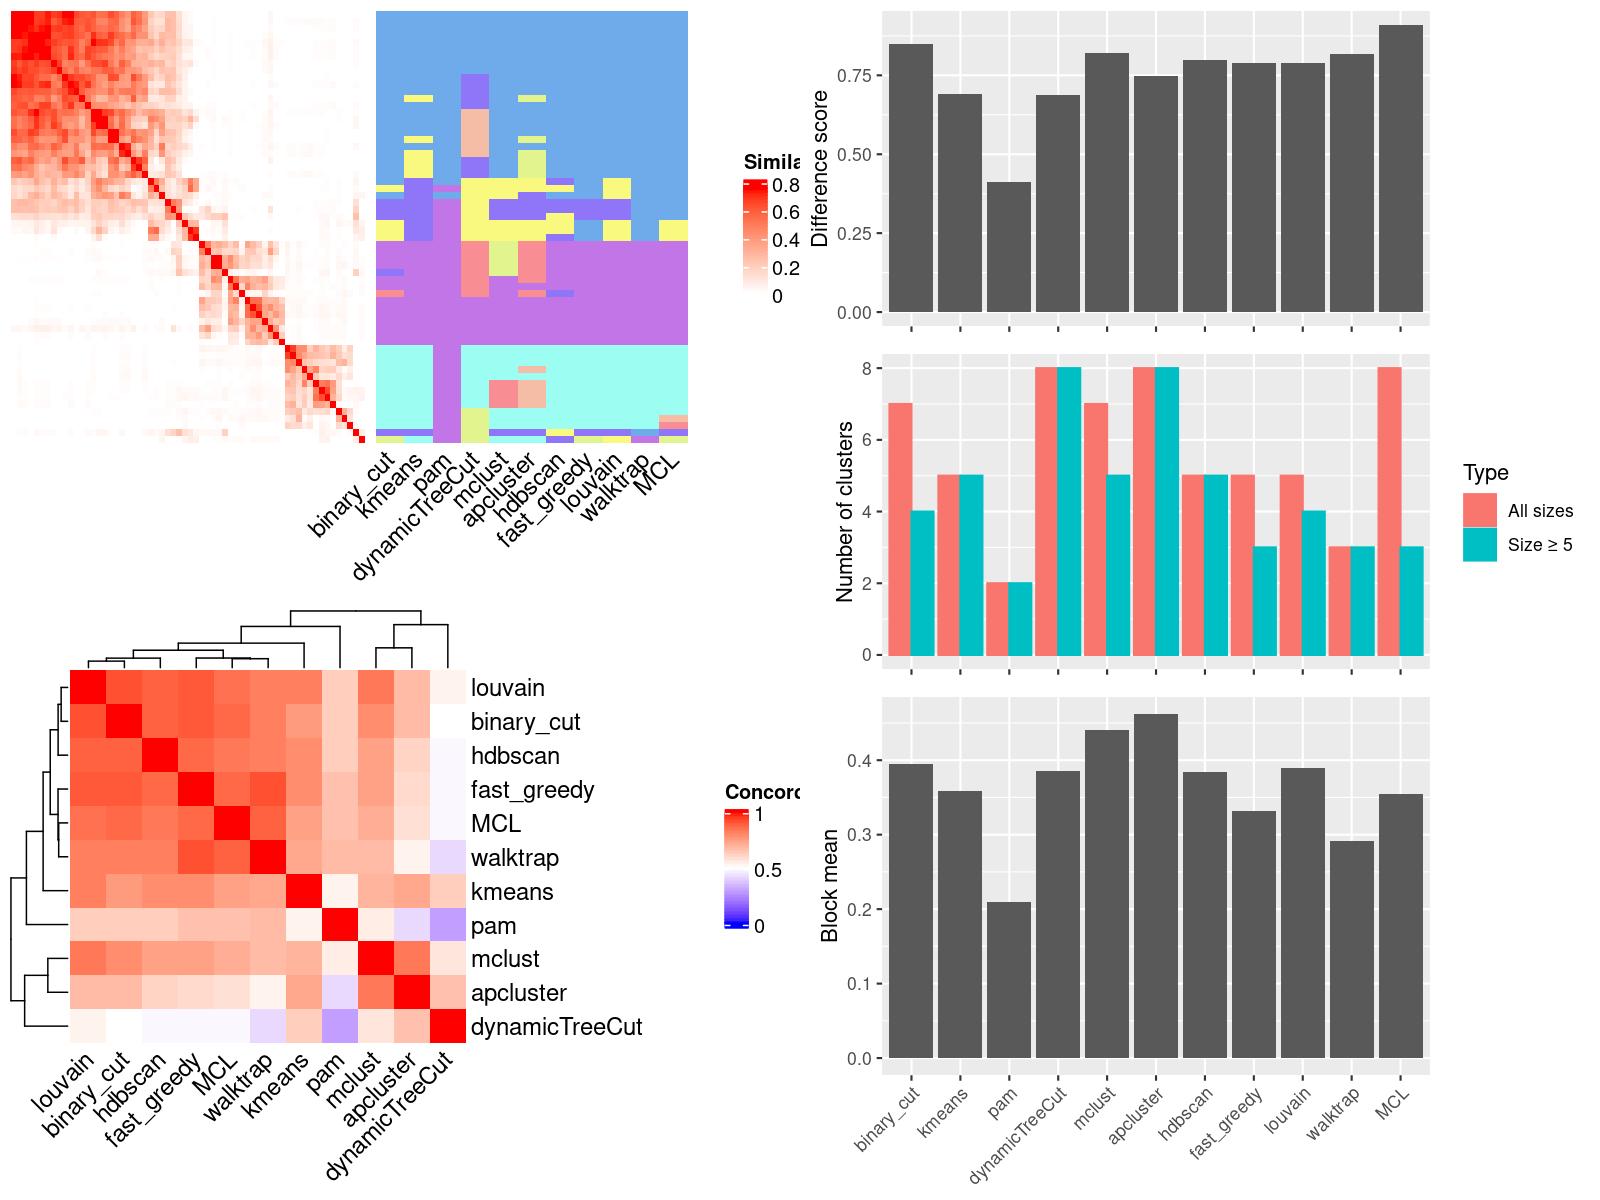 Simila
0.8
0.6
0.4
0.2
0
binary_cut
kmeans
pam
dynamicTreeCut
mclust
apcluster
hdbscan
fast_greedy
louvain
walktrap
MCL
louvain
binary_cut
hdbscan
fast_greedy
MCL
walktrap
kmeans
pam
mclust
apcluster
dynamicTreeCut
louvain
binary_cut
hdbscan
fast_greedy
MCL
walktrap
kmeans
pam
mclust
apcluster
dynamicTreeCut
Concord
1
0.5
0
Difference score
0.75
0.50
0.25
0.00
Number of clusters
8
6
4
2
0
Type
All sizes
Size ≥ 5
Block mean
0.4
0.3
0.2
0.1
0.0
binary_cut
kmeans
pam
dynamicTreeCut
mclust
apcluster
hdbscan
fast_greedy
louvain
walktrap
MCL